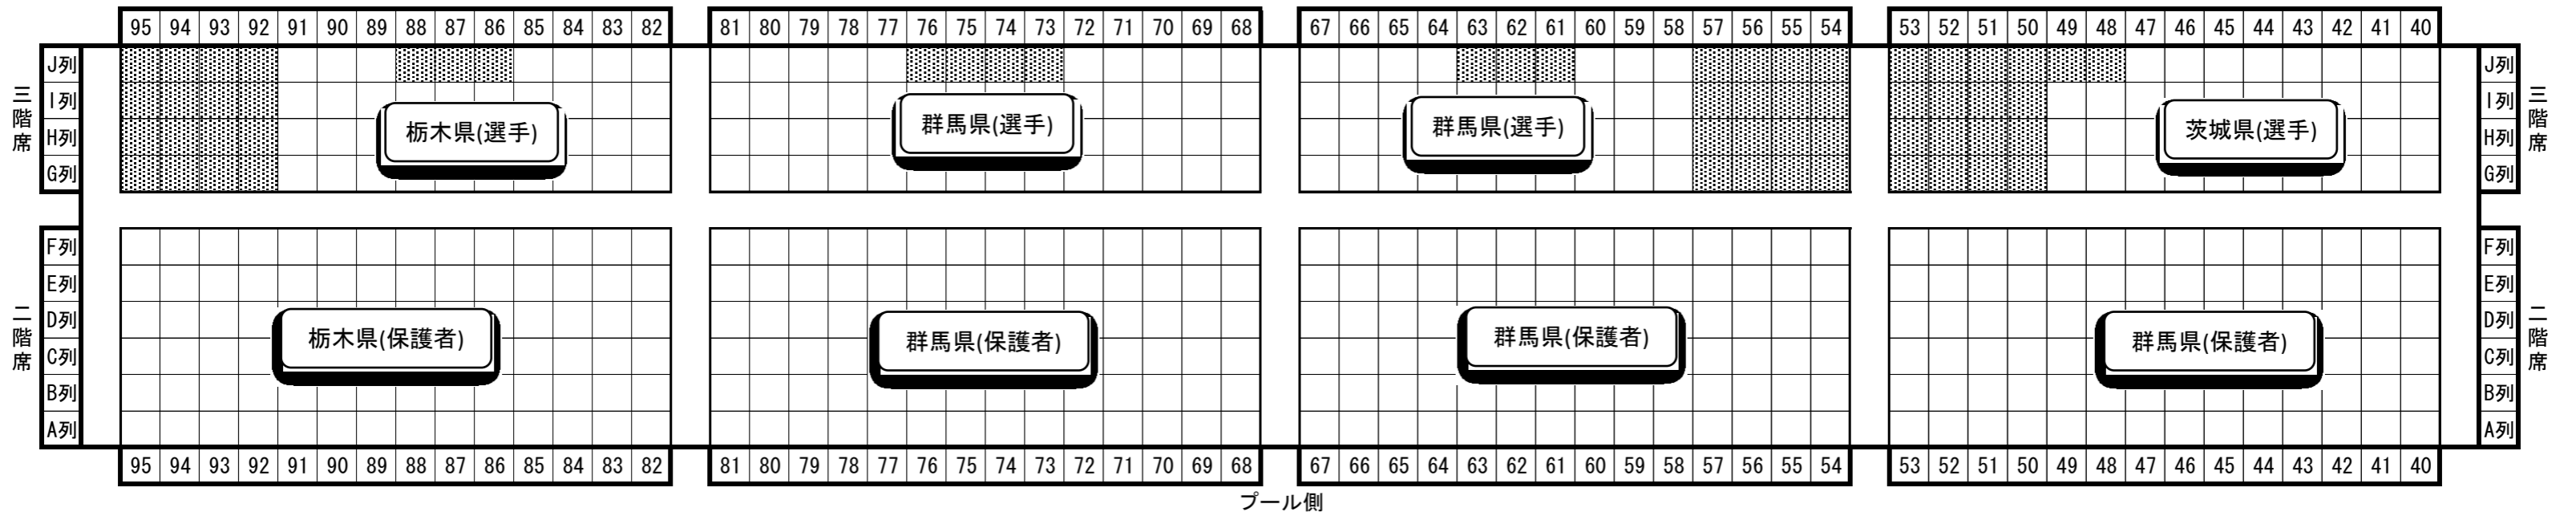 95 94 93 92 91 90 89 88 87 86 85 84 83 82 81 80 79 78 77 76 75 74 73 72 71 70 69 68 67 66 65 64 63 62 61 60 59 58 57 56 55 54 53 52 51 50 49 48 47 46 45 44 43 42 41 40
三階席
J列
I列
H列
G列
栃木県(選手)
群馬県(選手)
群馬県(選手)
茨城県(選手)
J列
I列
H列
G列
三階席
二階席
F列
E列
D列
C列
B列
A列
栃木県(保護者)
群馬県(保護者)
群馬県(保護者)
群馬県(保護者)
F列
E列
D列
C列
B列
A列
二階席
95 94 93 92 91 90 89 88 87 86 85 84 83 82 81 80 79 78 77 76 75 74 73 72 71 70 69 68 67 66 65 64 63 62 61 60 59 58 57 56 55 54 53 52 51 50 49 48 47 46 45 44 43 42 41 40
プール側